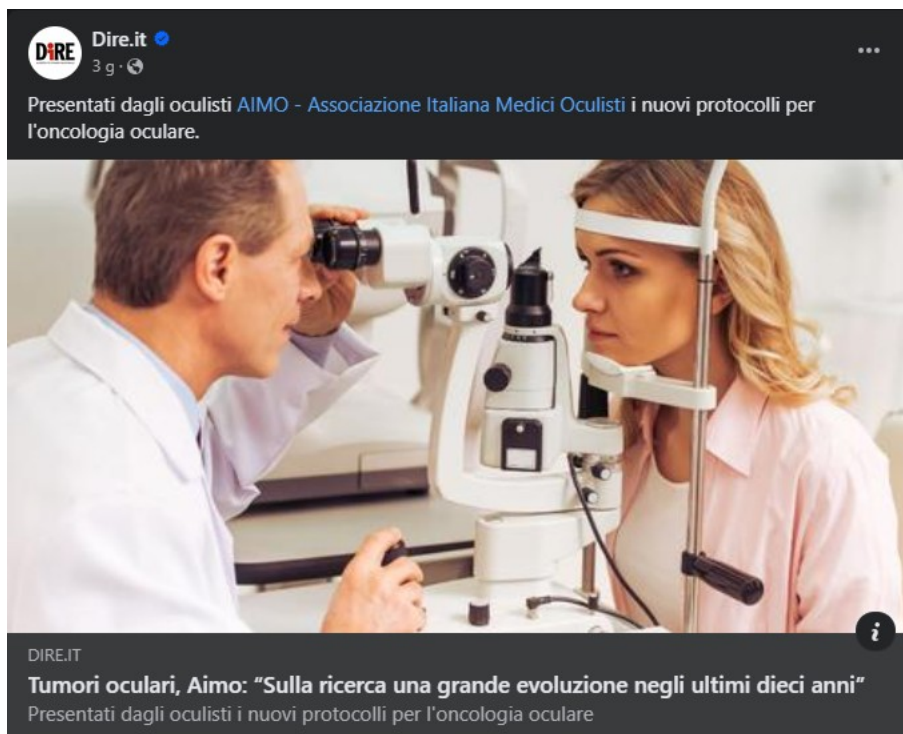 DiRE
Dire.it
3 g
Presentati dagli oculisti AIMO - Associazione Italiana Medici Oculisti i nuovi protocolli per
l'oncologia oculare.
DIRE.IT
Tumori oculari, Aimo: “Sulla ricerca una grande evoluzione negli ultimi dieci anni”
Presentati dagli oculisti i nuovi protocolli per l'oncologia oculare